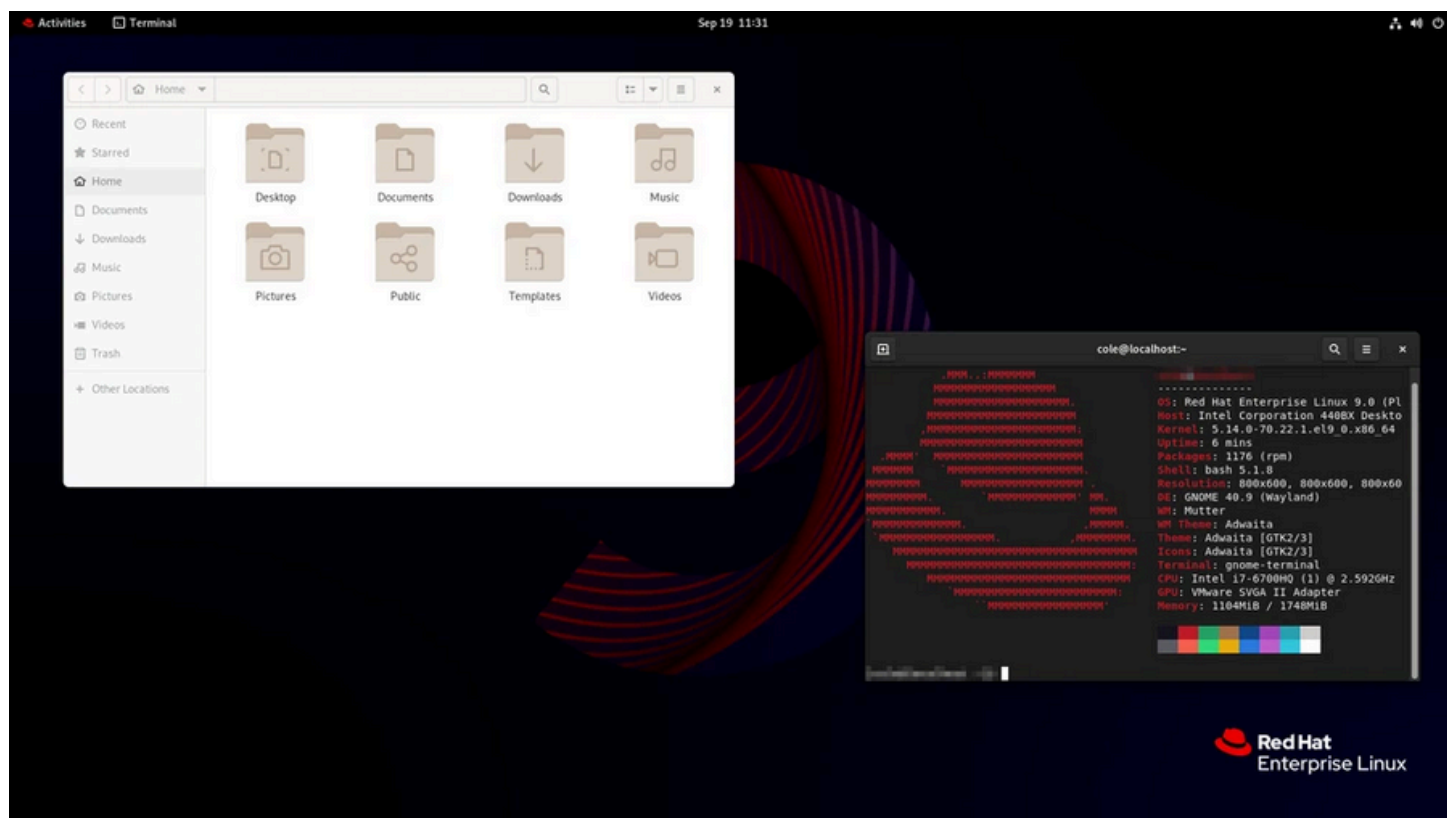 Activities Terminal Sep 19 11:31
Home
Recent
Starred
Home
Documents
Downloads
Music
Pictures
Videos
Trash
+ Other Locations
Desktop Documents Downloads Music
Pictures Public Templates Videos
cole@localhost:~
--------------
OS: Red Hat Enterprise Linux 9.0 (Pl
Host: Intel Corporation 440BX Deskto
Kernel: 5.14.0-70.22.1.el9_0.x86_64
Uptime: 6 mins
Packages: 1176 (rpm)
Shell: bash 5.1.8
Resolution: 800x600, 800x600, 800x60
DE: GNOME 40.9 (Wayland)
WM: Mutter
WM Theme: Adwaita
Theme: Adwaita [GTK2/3]
Icons: Adwaita [GTK2/3]
Terminal: gnome-terminal
CPU: Intel i7-6700HQ (1) @ 2.592GHz
GPU: VMware SVGA II Adapter
Memory: 1104MiB / 1748MiB
Red Hat
Enterprise Linux